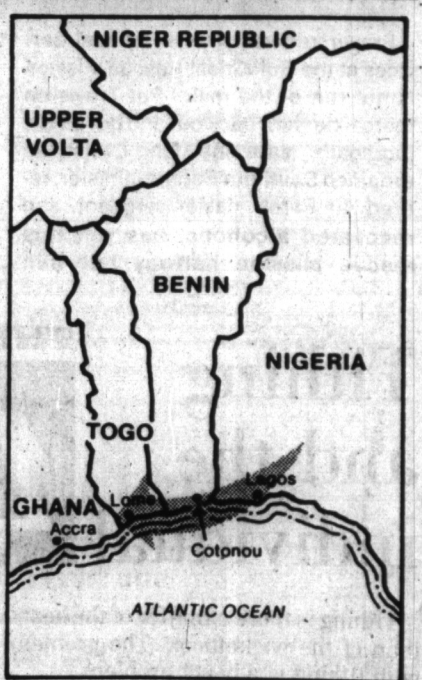 NIGER REPUBLIC
UPPER
VOLTA
BENIN
NIGERIA
TOGO
GHANA
Lome
Lagos
Accra
Cotonou
ATLANTIC OCEAN